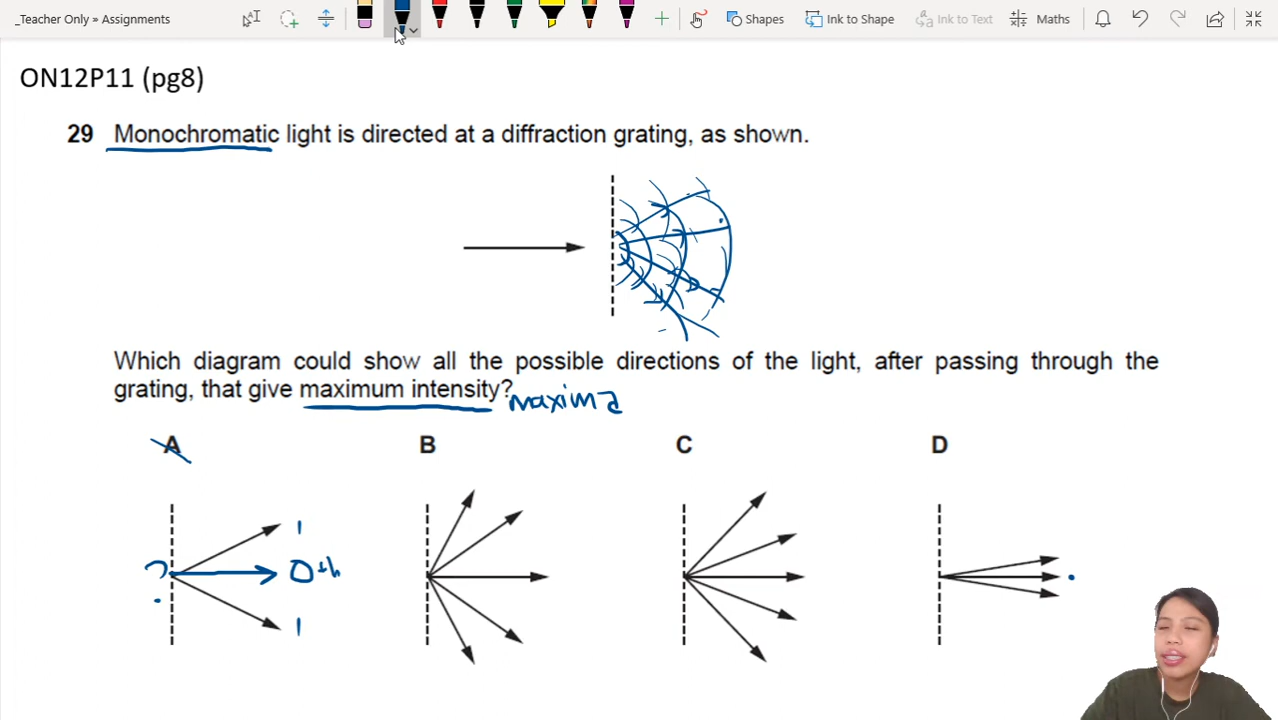 _Teacher Only » Assignments
Shapes
Ink to Shape
Ink to Text
Maths
ON12P11 (pg8)
29 Monochromatic light is directed at a diffraction grating, as shown.
Which diagram could show all the possible directions of the light, after passing through the
grating, that give maximum intensity? maxima
A B C D
1
? 0th
1